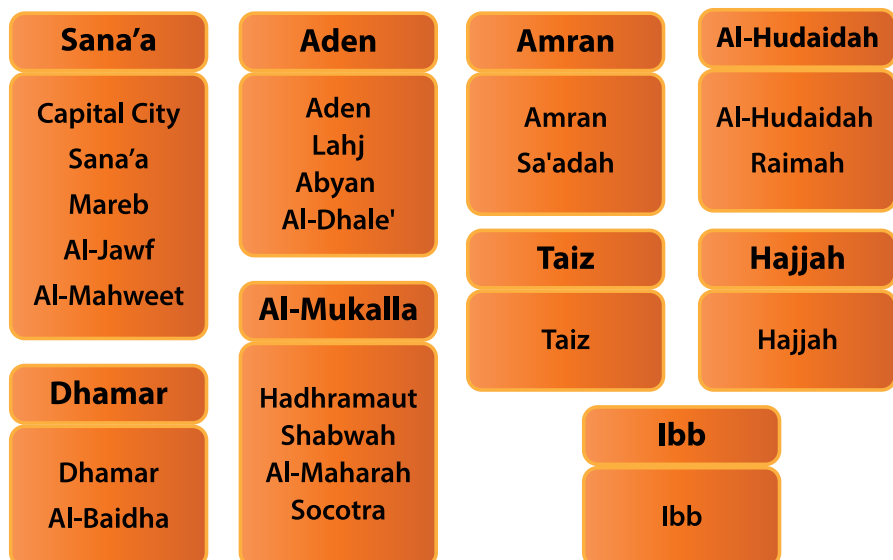 Sana’a
Capital City
Sana’a
Mareb
Al-Jawf
Al-Mahweet
Dhamar
Dhamar
Al-Baidha
Aden
Aden
Lahj
Abyan
Al-Dhale'
Al-Mukalla
Hadhramaut
Shabwah
Al-Maharah
Socotra
Amran
Amran
Sa'adah
Al-Hudaidah
Al-Hudaidah
Raimah
Taiz
Taiz
Hajjah
Hajjah
Ibb
Ibb